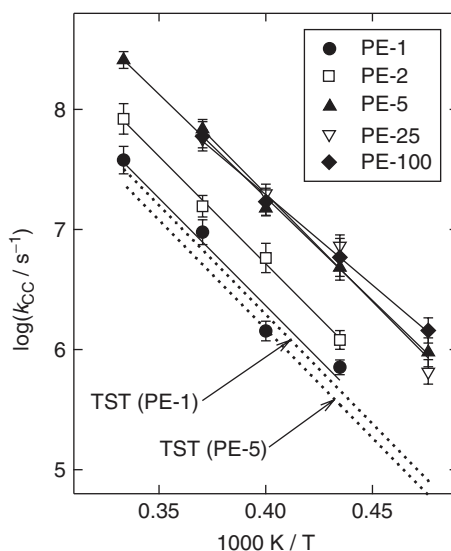 PE-1
PE-2
PE-5
PE-25
PE-100
8
7
6
5
log(k_CC / s⁻¹)
TST (PE-1)
TST (PE-5)
0.35
0.40
0.45
1000 K / T